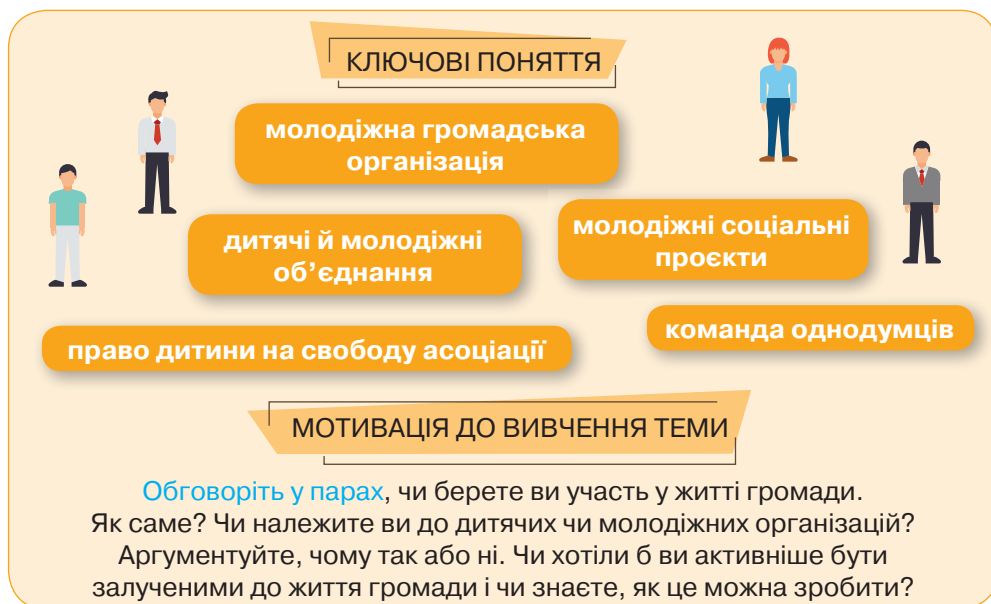 КЛЮЧОВІ ПОНЯТТЯ
молодіжна громадська
організація
дитячі й молодіжні
об’єднання
молодіжні соціальні
проєкти
право дитини на свободу асоціації
команда однодумців
МОТИВАЦІЯ ДО ВИВЧЕННЯ ТЕМИ
Обговоріть у парах, чи берете ви участь у житті громади.
Як саме? Чи належите ви до дитячих чи молодіжних організацій?
Аргументуйте, чому так або ні. Чи хотіли б ви активніше бути
залученими до життя громади і чи знаєте, як це можна зробити?